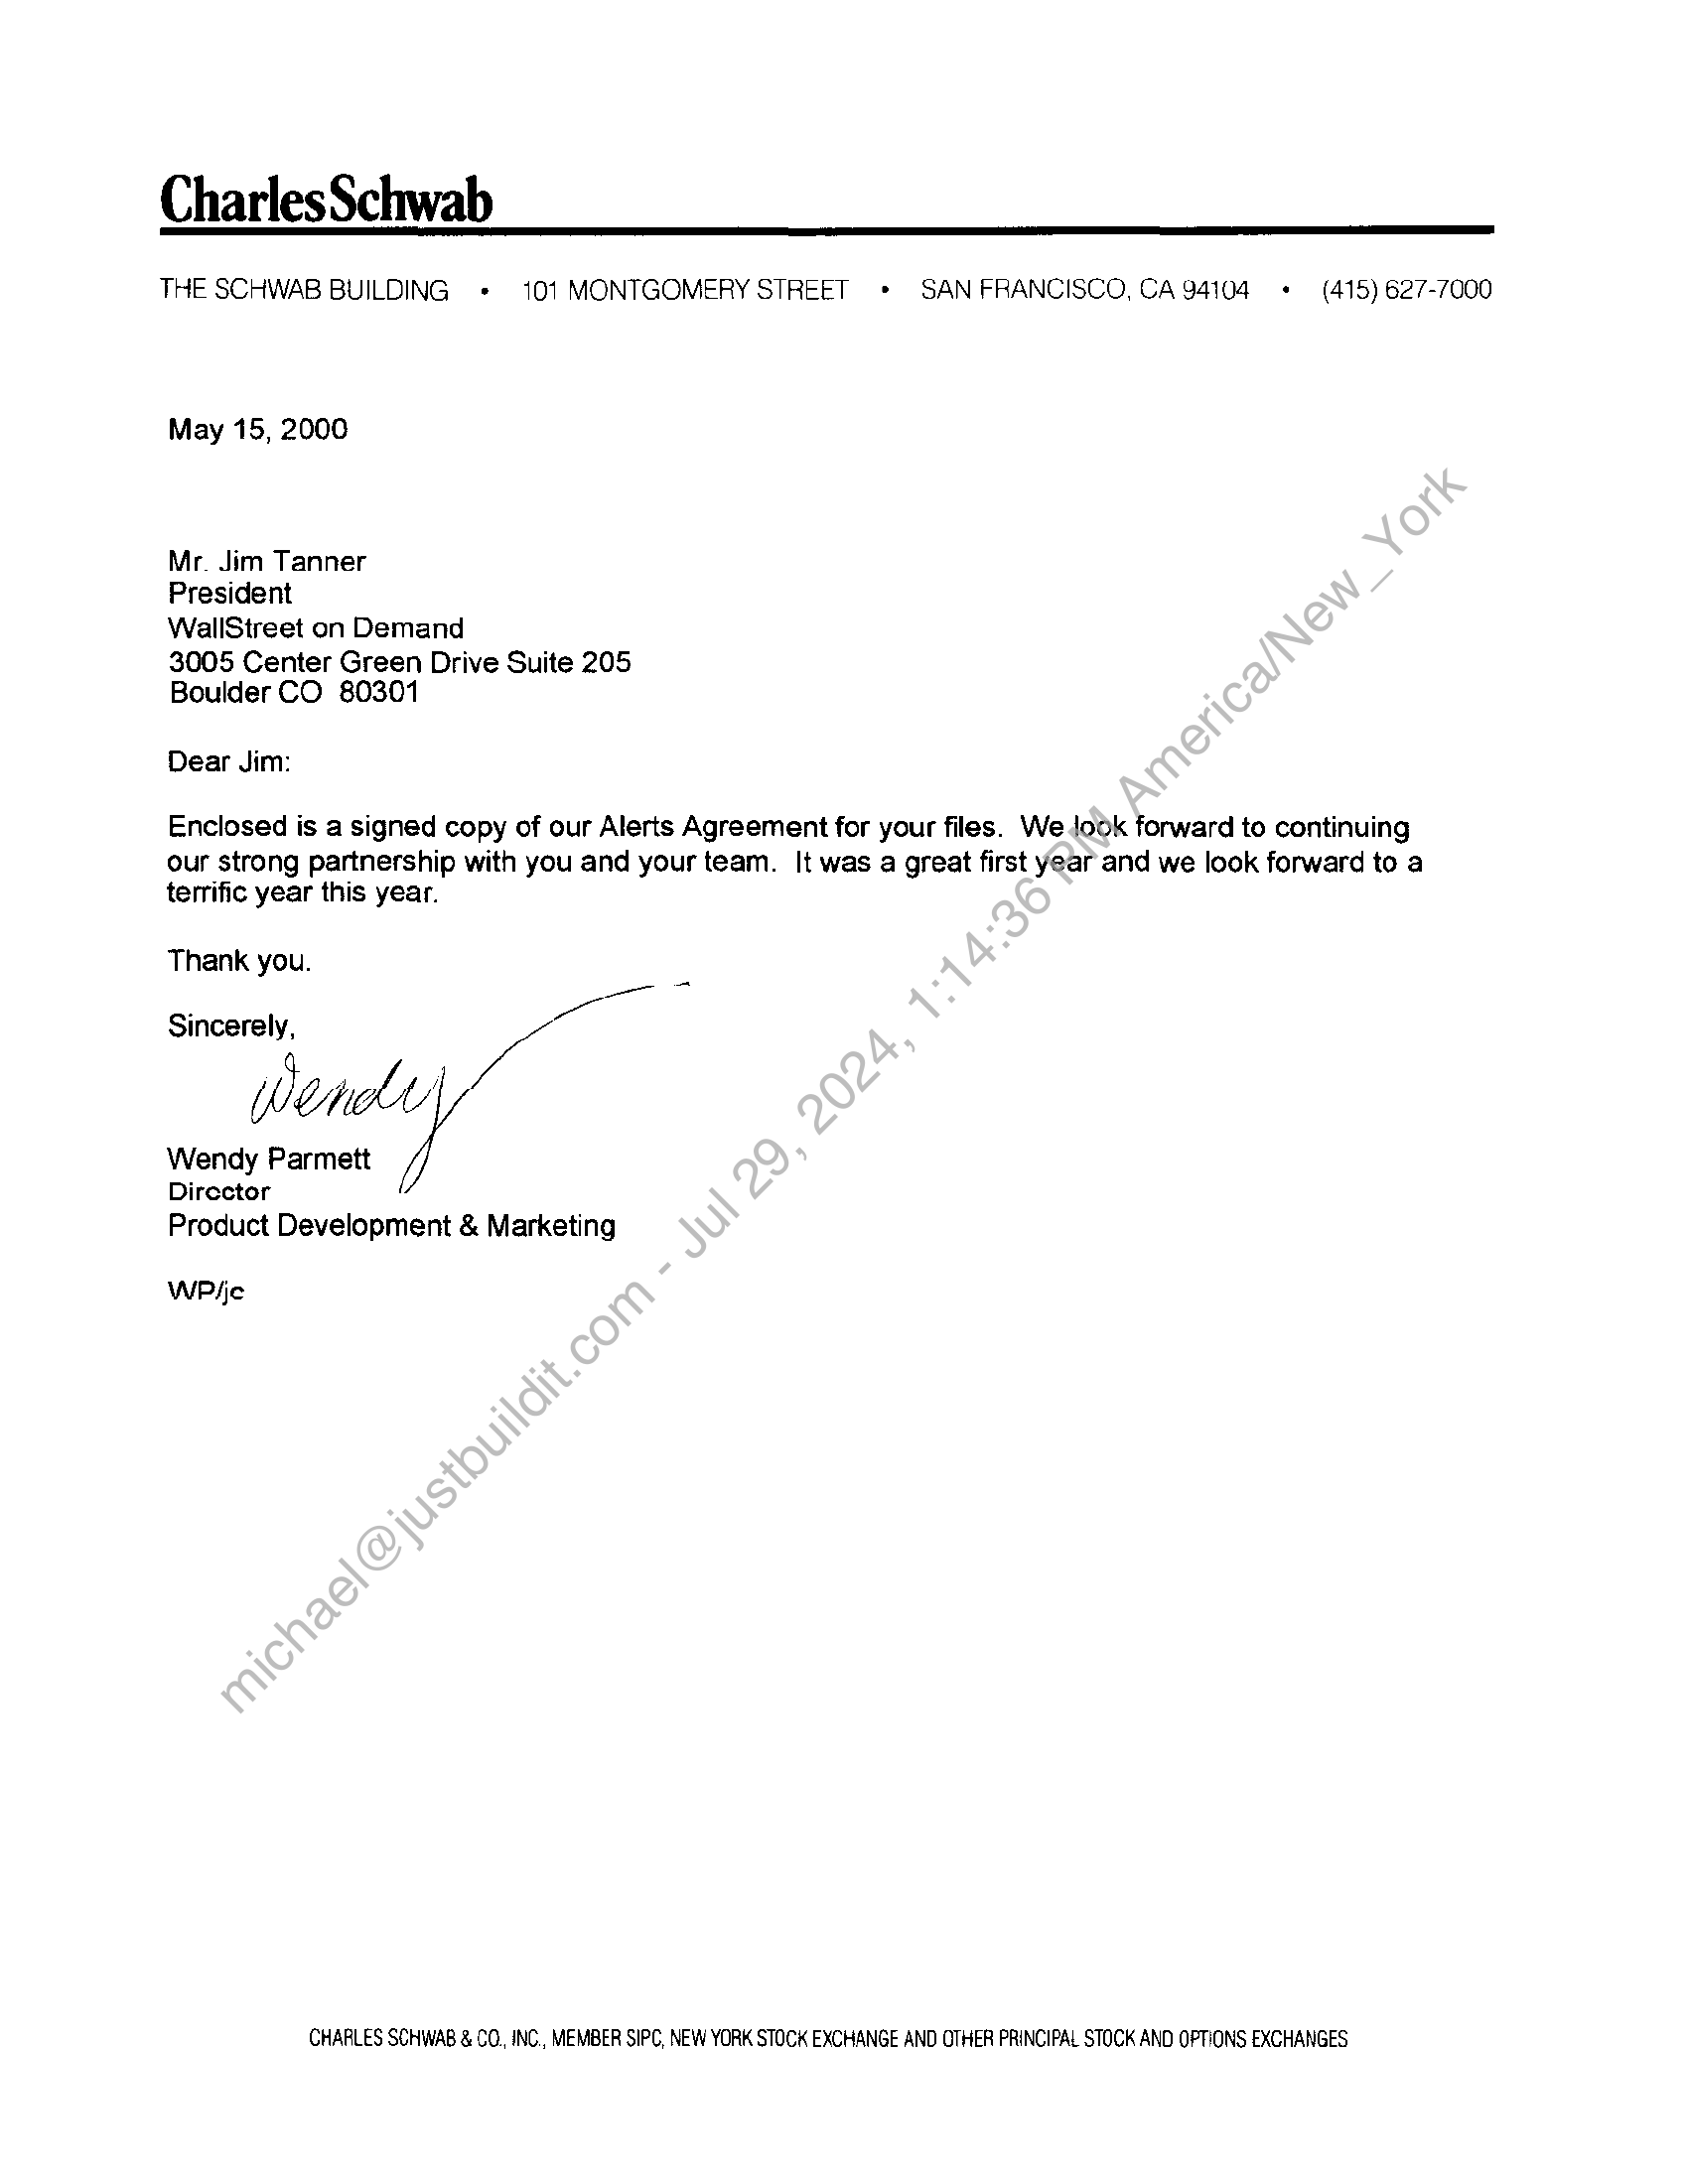 CharlesSchwab
THE SCHWAB BUILDING • 101 MONTGOMERY STREET • SAN FRANCISCO, CA 94104 • (415) 627-7000
May 15, 2000
Mr. Jim Tanner
President
WallStreet on Demand
3005 Center Green Drive Suite 205
Boulder CO 80301
Dear Jim:
Enclosed is a signed copy of our Alerts Agreement for your files. We look forward to continuing
our strong partnership with you and your team. It was a great first year and we look forward to a
terrific year this year.
Thank you.
Sincerely,
Wendy
Wendy Parmett
Director
Product Development & Marketing
WP/jc
michael@justbuildit.com - Jul 29, 2024, 1:14:36 PM America/New_York
CHARLES SCHWAB & CO., INC., MEMBER SIPC, NEW YORK STOCK EXCHANGE AND OTHER PRINCIPAL STOCK AND OPTIONS EXCHANGES